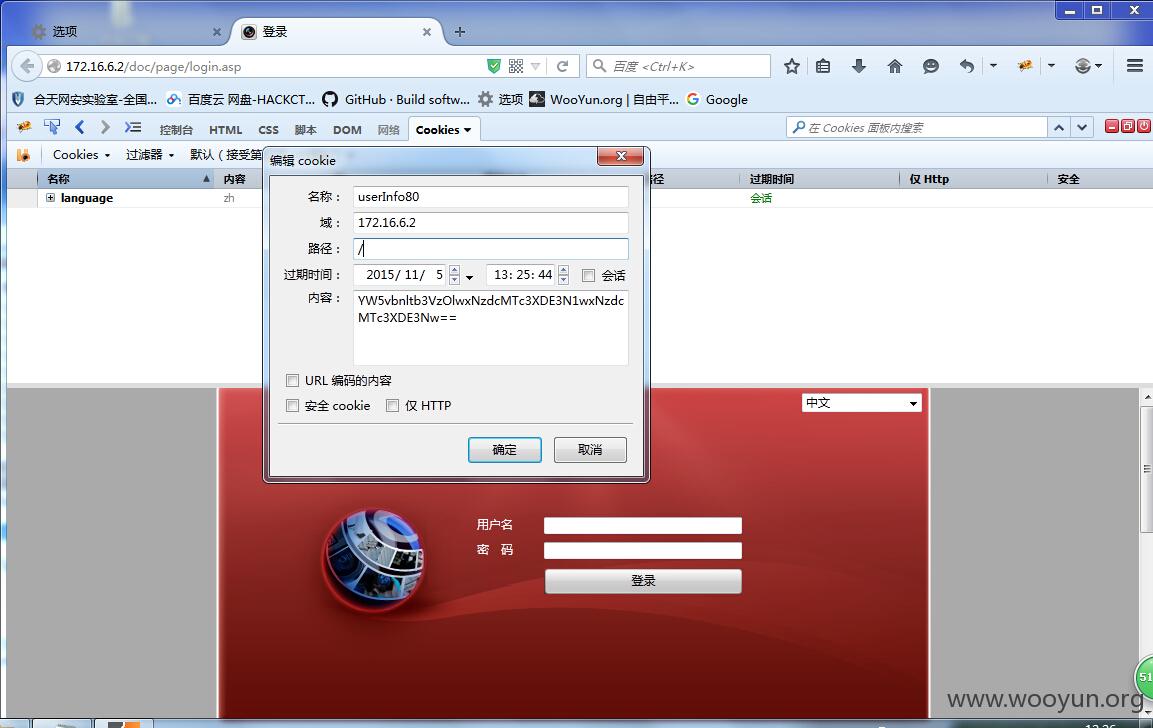 选项
登录
172.16.6.2/doc/page/login.asp
百度 <Ctrl+K>
合天网安实验室-全国...
百度云 网盘-HACKCT...
GitHub · Build softw...
选项
WooYun.org | 自由平...
Google
控制台 HTML CSS 脚本 DOM 网络 Cookies
在 Cookies 面板内搜索
Cookies 过滤器 默认 (接受第
名称 内容 路径 过期时间 仅 Http 安全
language zh 会话
编辑 cookie
名称： userInfo80
域： 172.16.6.2
路径： /
过期时间： 2015/ 11/ 5 13: 25: 44 会话
内容： YW5vbnltb3VzOlwxNzdcMTc3XDE3N1wxNzdc
MTc3XDE3Nw==
URL 编码的内容
安全 cookie 仅 HTTP
确定 取消
中文
用户名
密 码
登录
51
www.wooyun.org